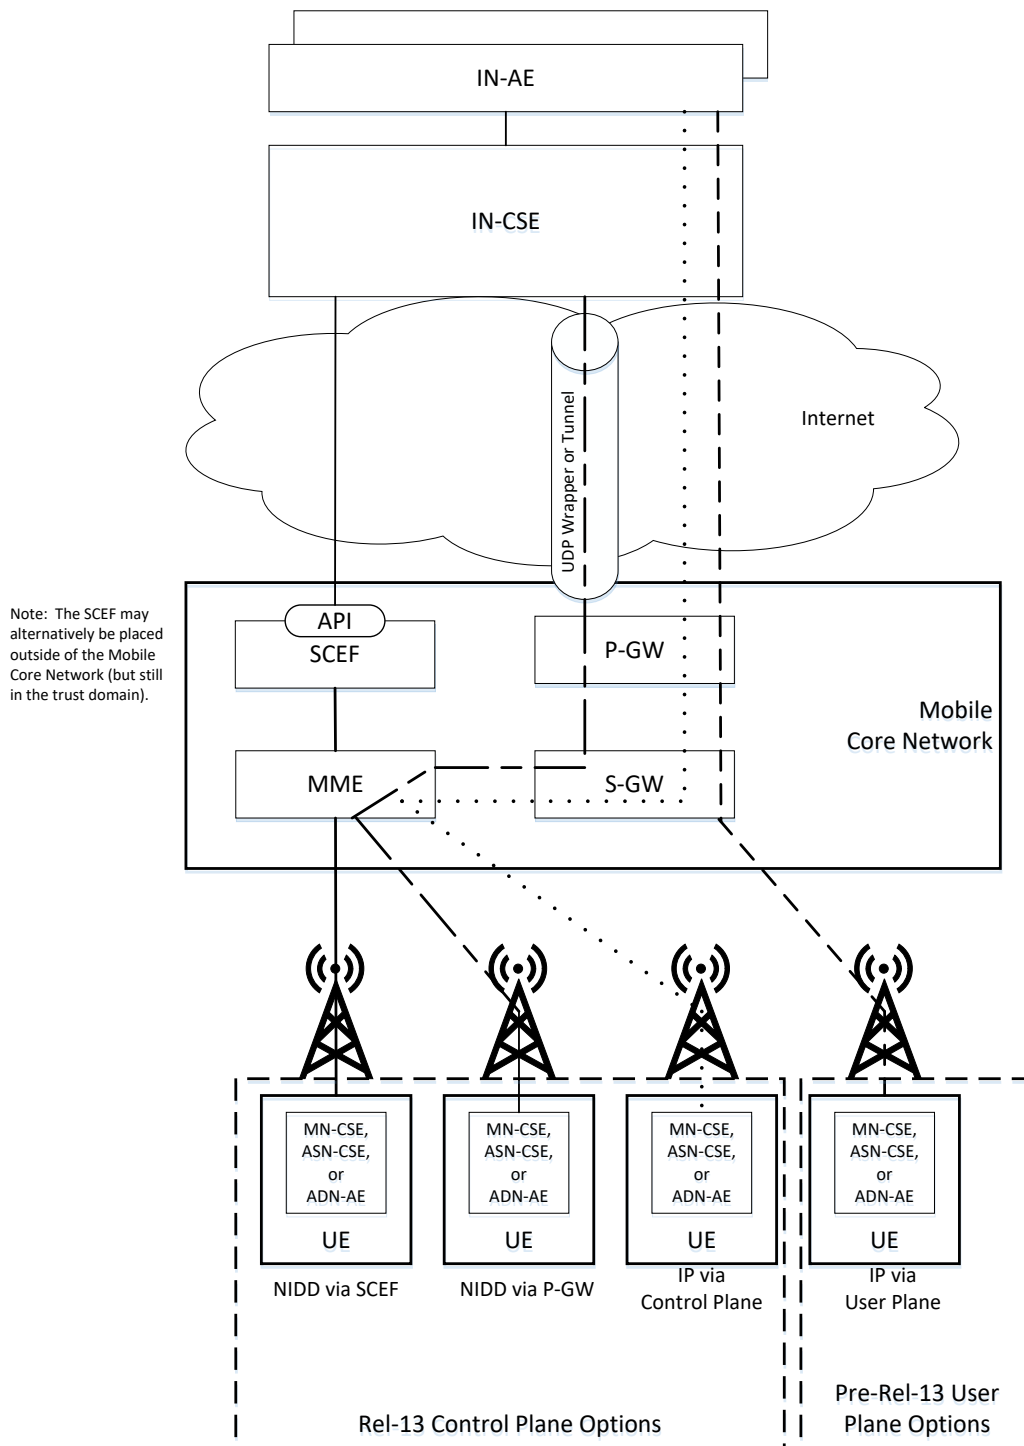 IN-AE
IN-CSE
Internet
UDP Wrapper or Tunnel
Note: The SCEF may
alternatively be placed
outside of the Mobile
Core Network (but still
in the trust domain).
API
SCEF
P-GW
Mobile
Core Network
MME
S-GW
MN-CSE,
ASN-CSE,
or
ADN-AE
UE
NIDD via SCEF
MN-CSE,
ASN-CSE,
or
ADN-AE
UE
NIDD via P-GW
MN-CSE,
ASN-CSE,
or
ADN-AE
UE
IP via
Control Plane
MN-CSE,
ASN-CSE,
or
ADN-AE
UE
IP via
User Plane
Rel-13 Control Plane Options
Pre-Rel-13 User
Plane Options